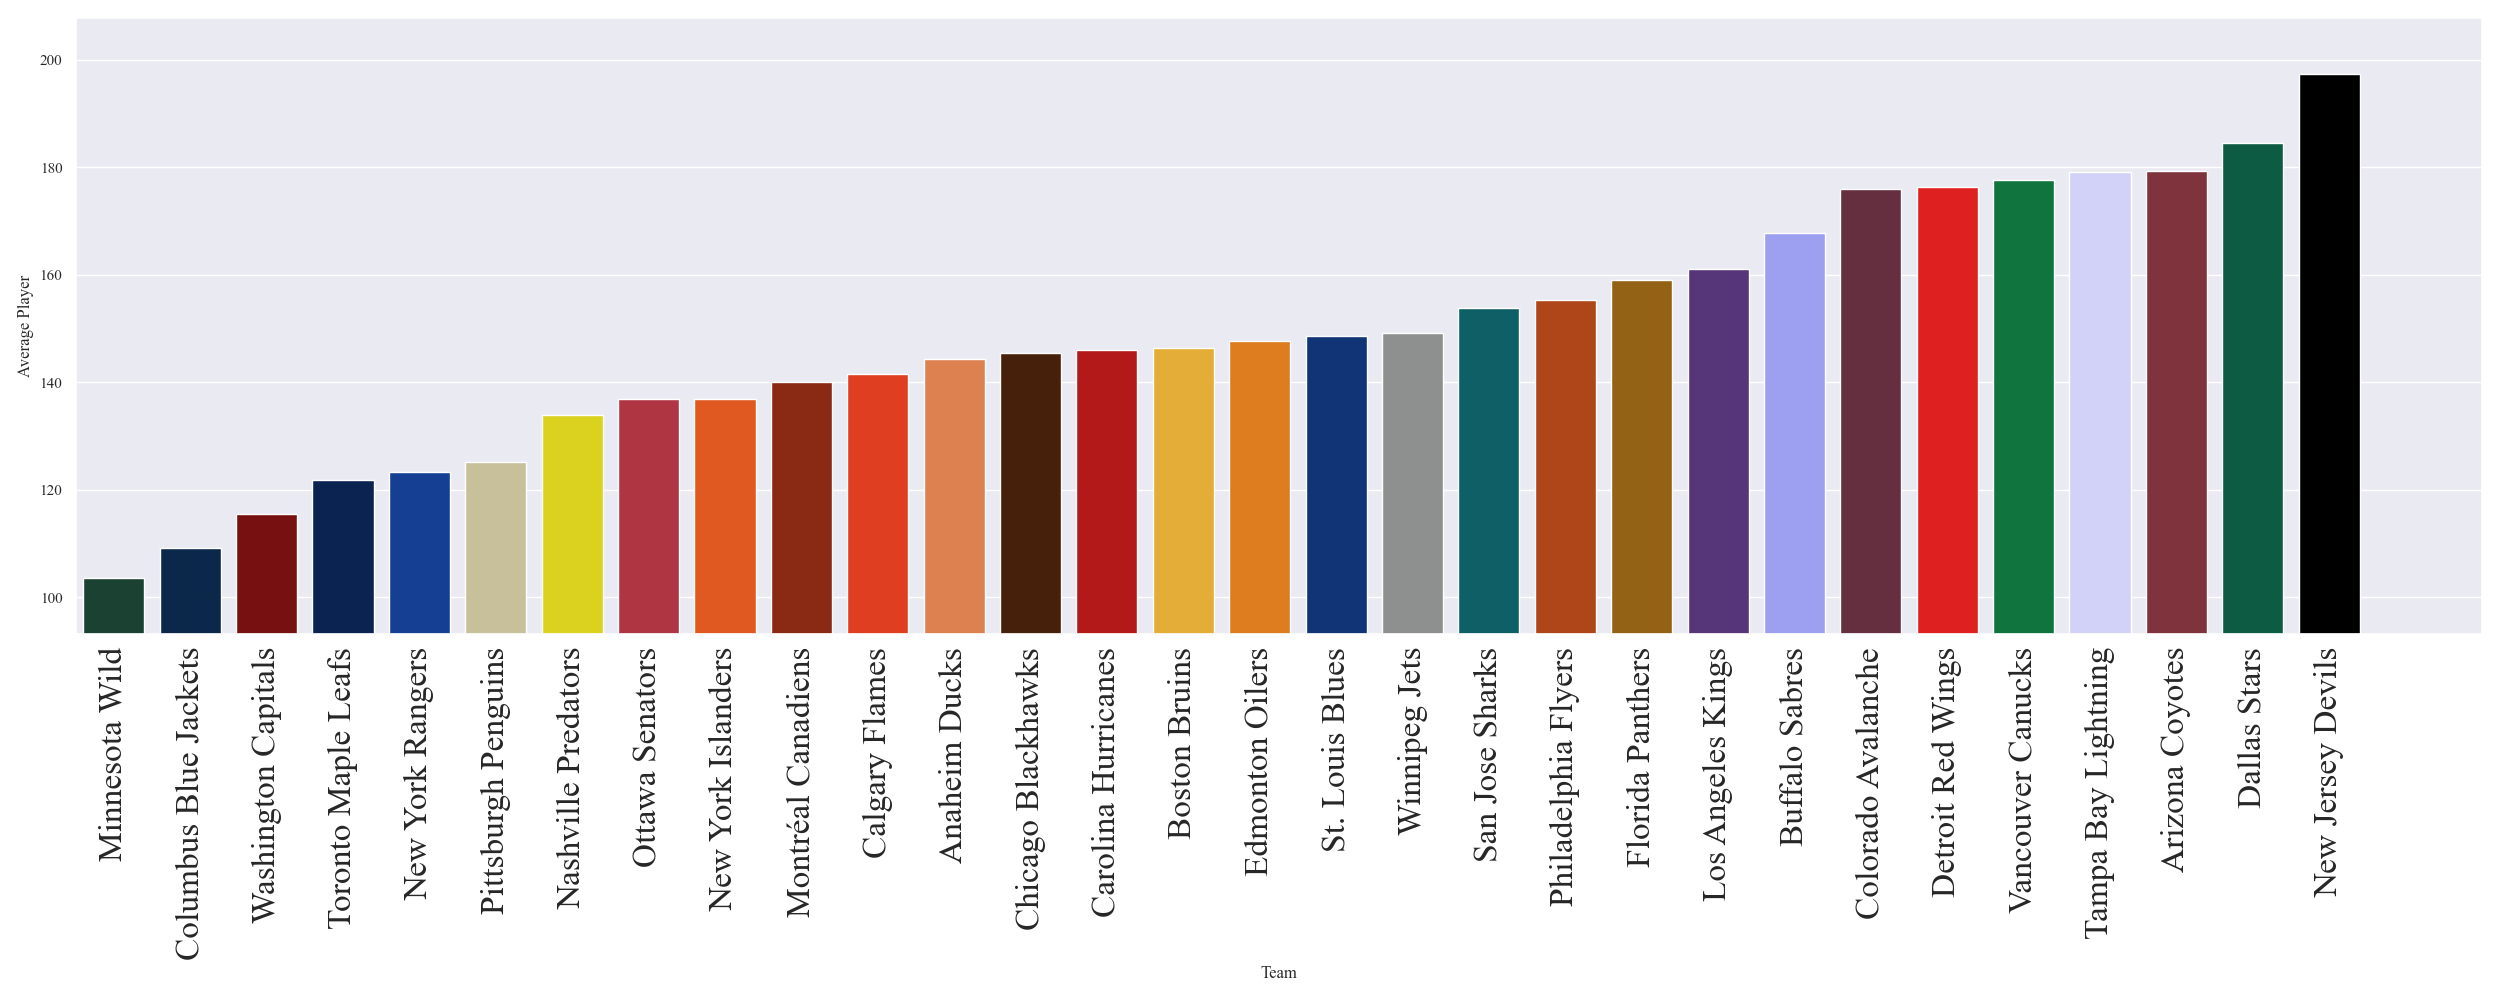 200
180
160
140
120
100
Average Player
Minnesota Wild
Columbus Blue Jackets
Washington Capitals
Toronto Maple Leafs
New York Rangers
Pittsburgh Penguins
Nashville Predators
Ottawa Senators
New York Islanders
Montréal Canadiens
Calgary Flames
Anaheim Ducks
Chicago Blackhawks
Carolina Hurricanes
Boston Bruins
Edmonton Oilers
St. Louis Blues
Winnipeg Jets
San Jose Sharks
Philadelphia Flyers
Florida Panthers
Los Angeles Kings
Buffalo Sabres
Colorado Avalanche
Detroit Red Wings
Vancouver Canucks
Tampa Bay Lightning
Arizona Coyotes
Dallas Stars
New Jersey Devils
Team